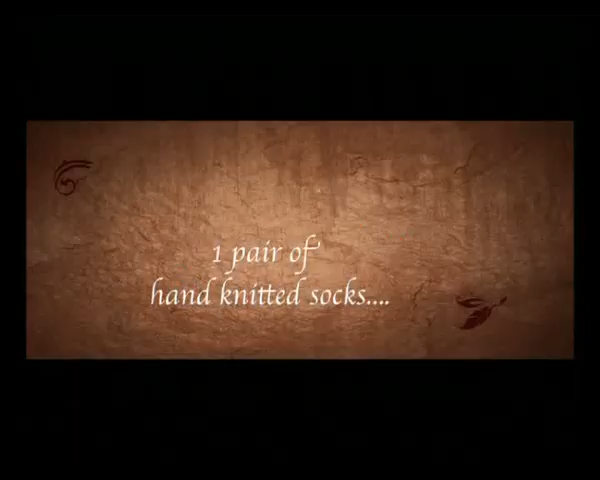 1 pair of
hand knitted socks....